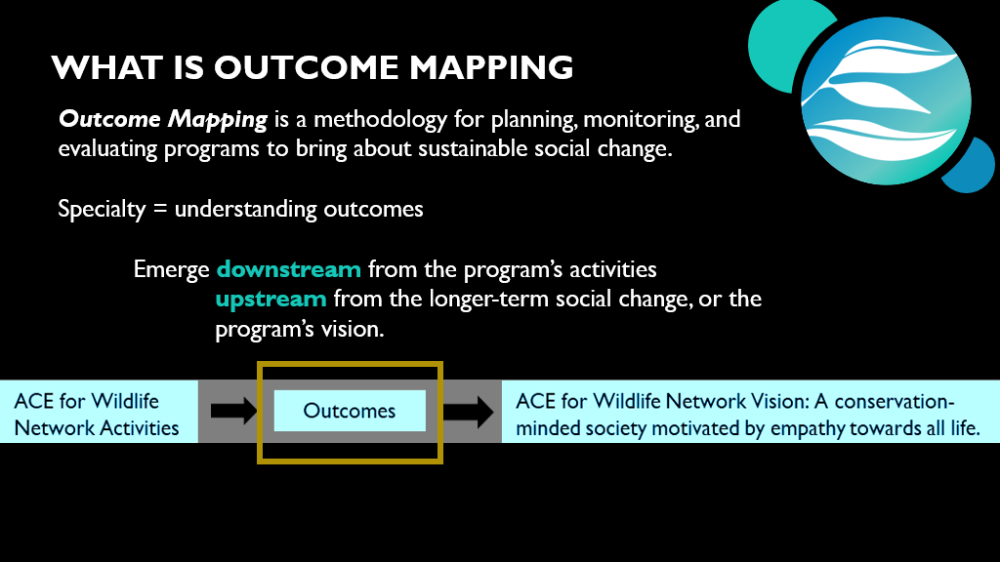 WHAT IS OUTCOME MAPPING
Outcome Mapping is a methodology for planning, monitoring, and
evaluating programs to bring about sustainable social change.
Specialty = understanding outcomes
Emerge downstream from the program’s activities
upstream from the longer-term social change, or the
program’s vision.
ACE for Wildlife
Network Activities
Outcomes
ACE for Wildlife Network Vision: A conservation-
minded society motivated by empathy towards all life.